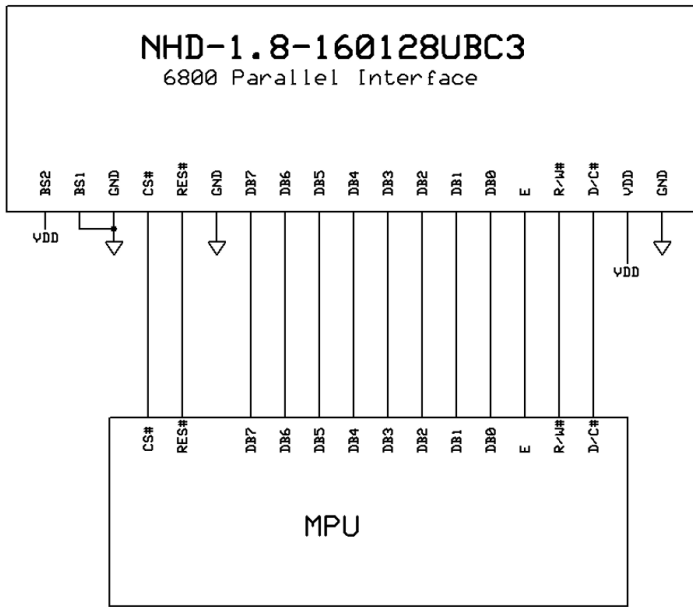 NHD-1.8-160128UBC3
6800 Parallel Interface
BS2 BS1 GND CS# RES# GND DB7 DB6 DB5 DB4 DB3 DB2 DB1 DB0 E R/W# D/C# VDD GND
VDD
VDD
CS# RES# DB7 DB6 DB5 DB4 DB3 DB2 DB1 DB0 E R/W# D/C#
MPU